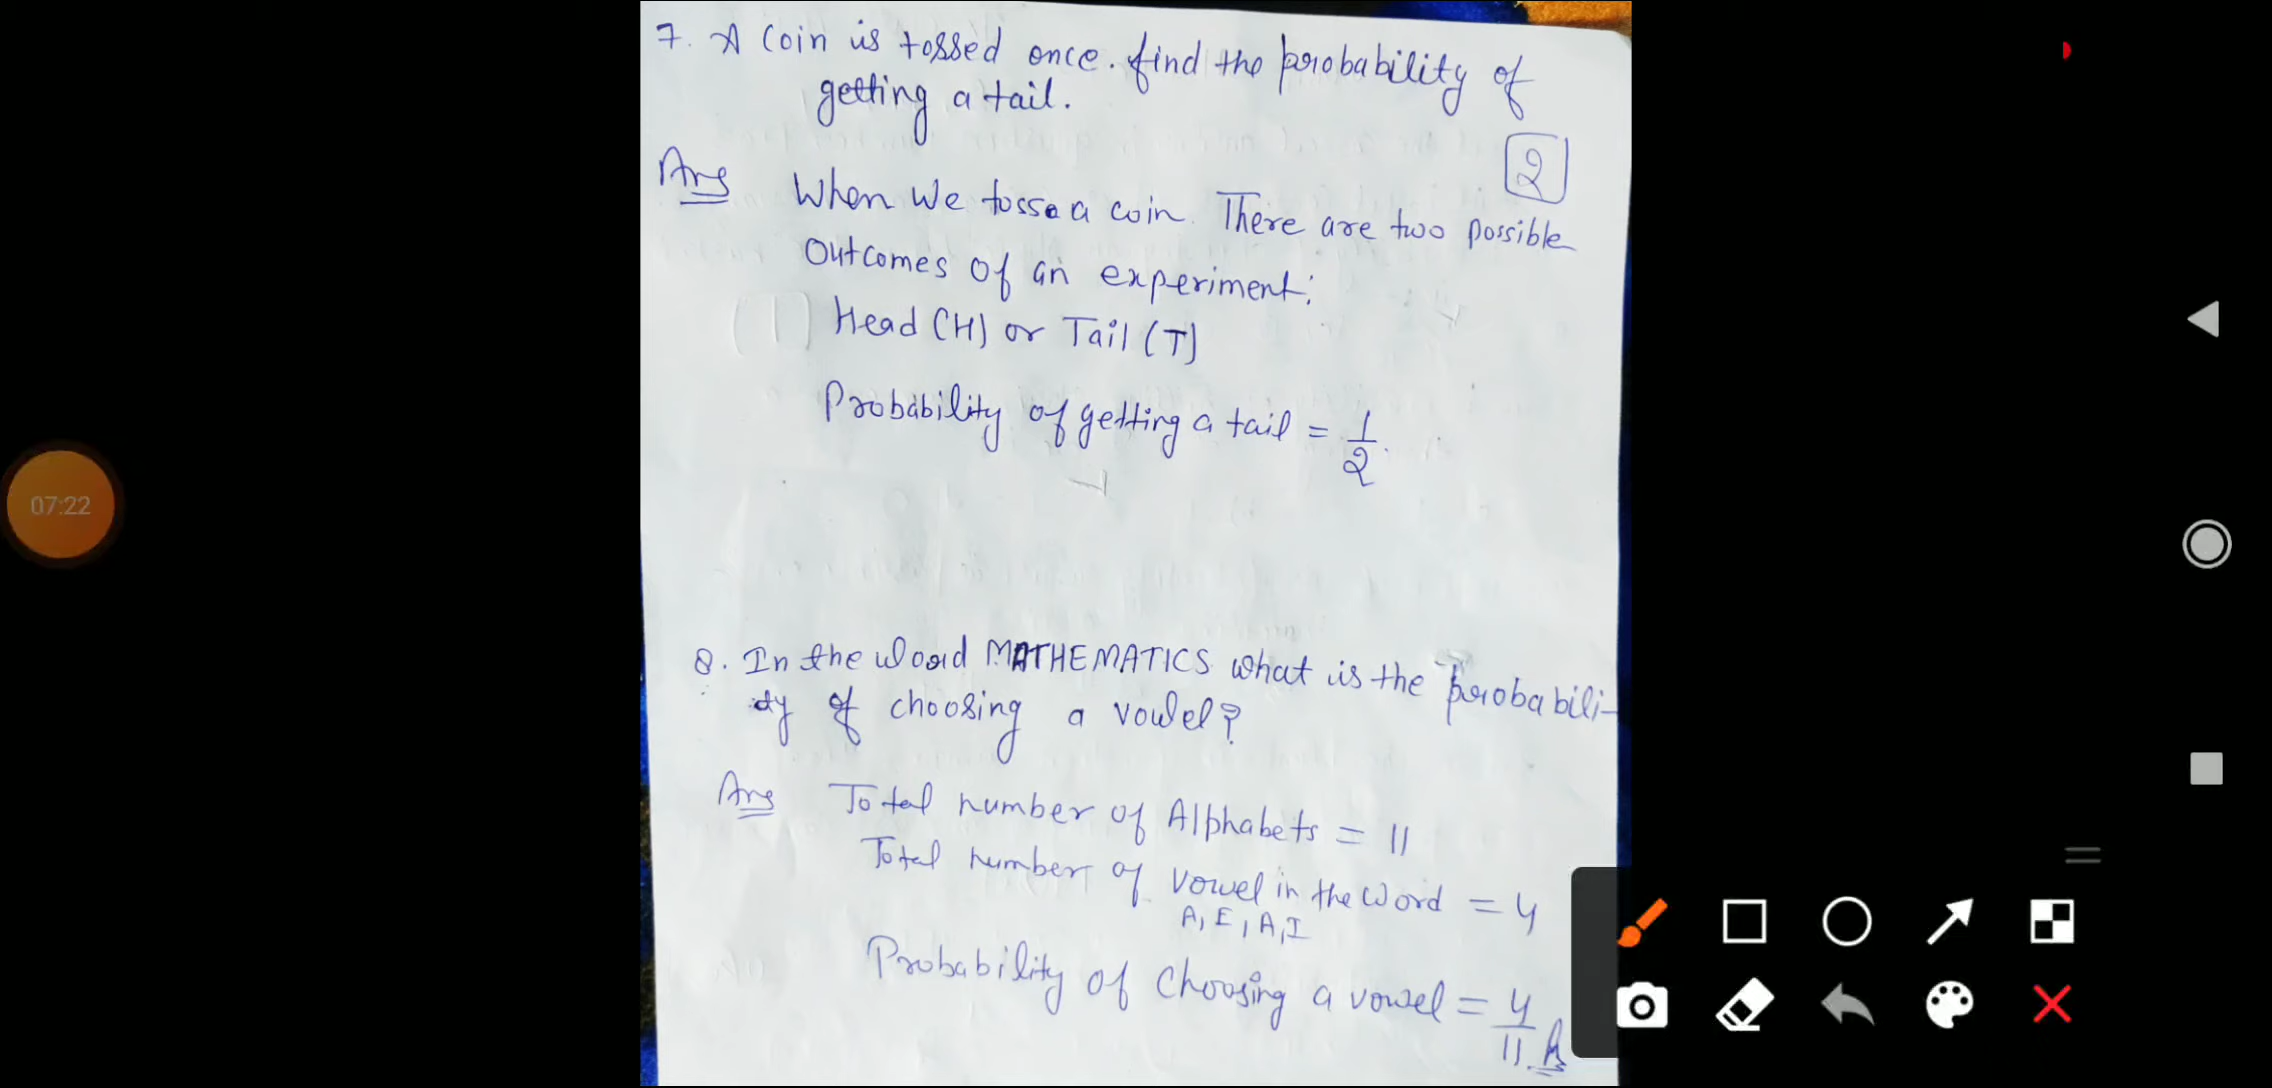 7. A Coin is tossed once. find the probability of
getting a tail.
2
Ans When we toss a coin. There are two possible
Outcomes of an experiment:
Head (H) or Tail (T)
Probability of getting a tail = 1/2.
07:22
8. In the word MATHEMATICS what is the probabili-
ty of choosing a vowel?
Ans Total number of Alphabets = 11
Total number of vowel in the word = 4
A, E, A, I
Probability of Choosing a vowel = 4/11